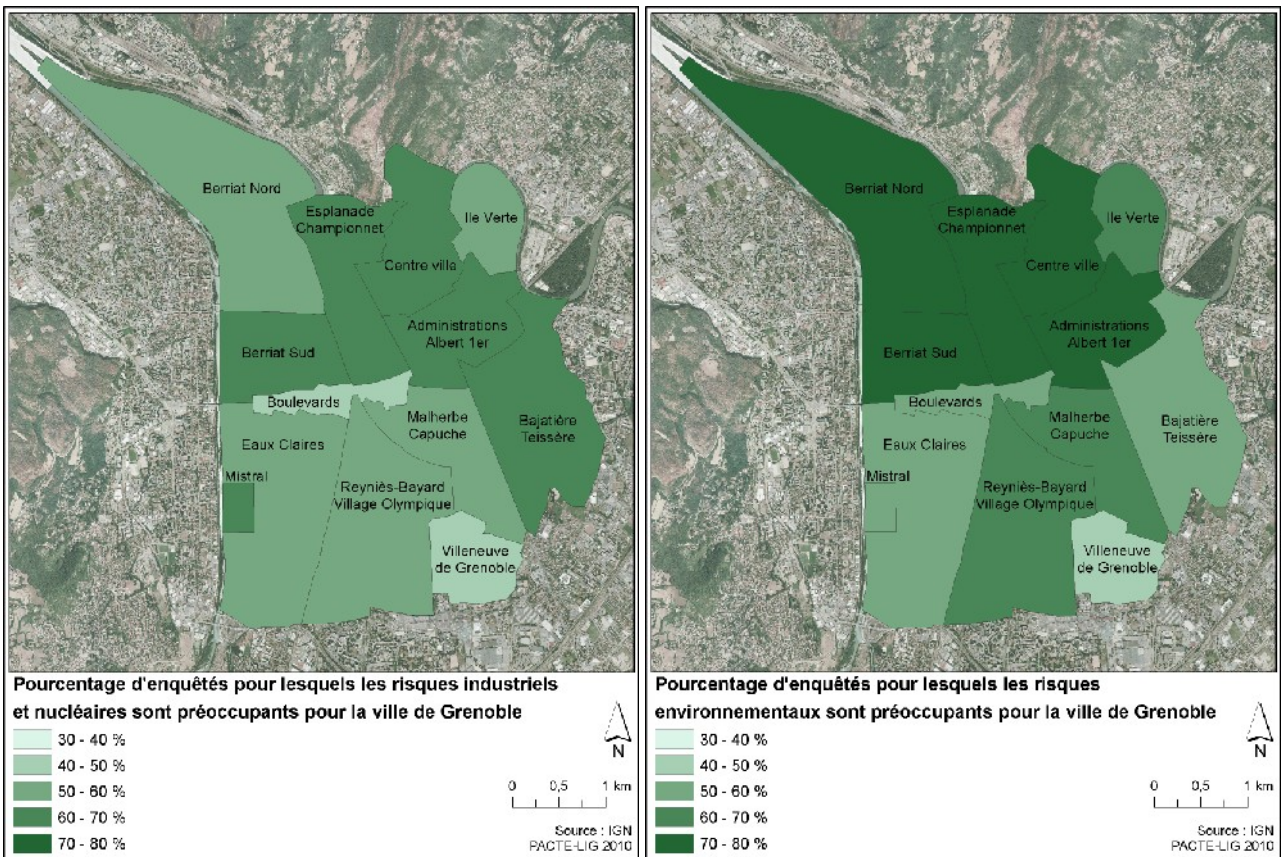 Berriat Nord
Esplanade
Championnet
Ile Verte
Centre ville
Administrations
Albert 1er
Berriat Sud
Boulevards
Malherbe
Capuche
Bajatière
Teissère
Eaux Claires
Mistral
Reyniès-Bayard
Village Olympique
Villeneuve
de Grenoble
Pourcentage d'enquêtés pour lesquels les risques industriels
et nucléaires sont préoccupants pour la ville de Grenoble
30 - 40 %
40 - 50 %
50 - 60 %
60 - 70 %
70 - 80 %
N
0 0,5 1 km
Source : IGN
PACTE-LIG 2010
Berriat Nord
Esplanade
Championnet
Ile Verte
Centre ville
Administrations
Albert 1er
Berriat Sud
Boulevards
Malherbe
Capuche
Bajatière
Teissère
Eaux Claires
Mistral
Reyniès-Bayard
Village Olympique
Villeneuve
de Grenoble
Pourcentage d'enquêtés pour lesquels les risques
environnementaux sont préoccupants pour la ville de Grenoble
30 - 40 %
40 - 50 %
50 - 60 %
60 - 70 %
70 - 80 %
N
0 0,5 1 km
Source : IGN
PACTE-LIG 2010